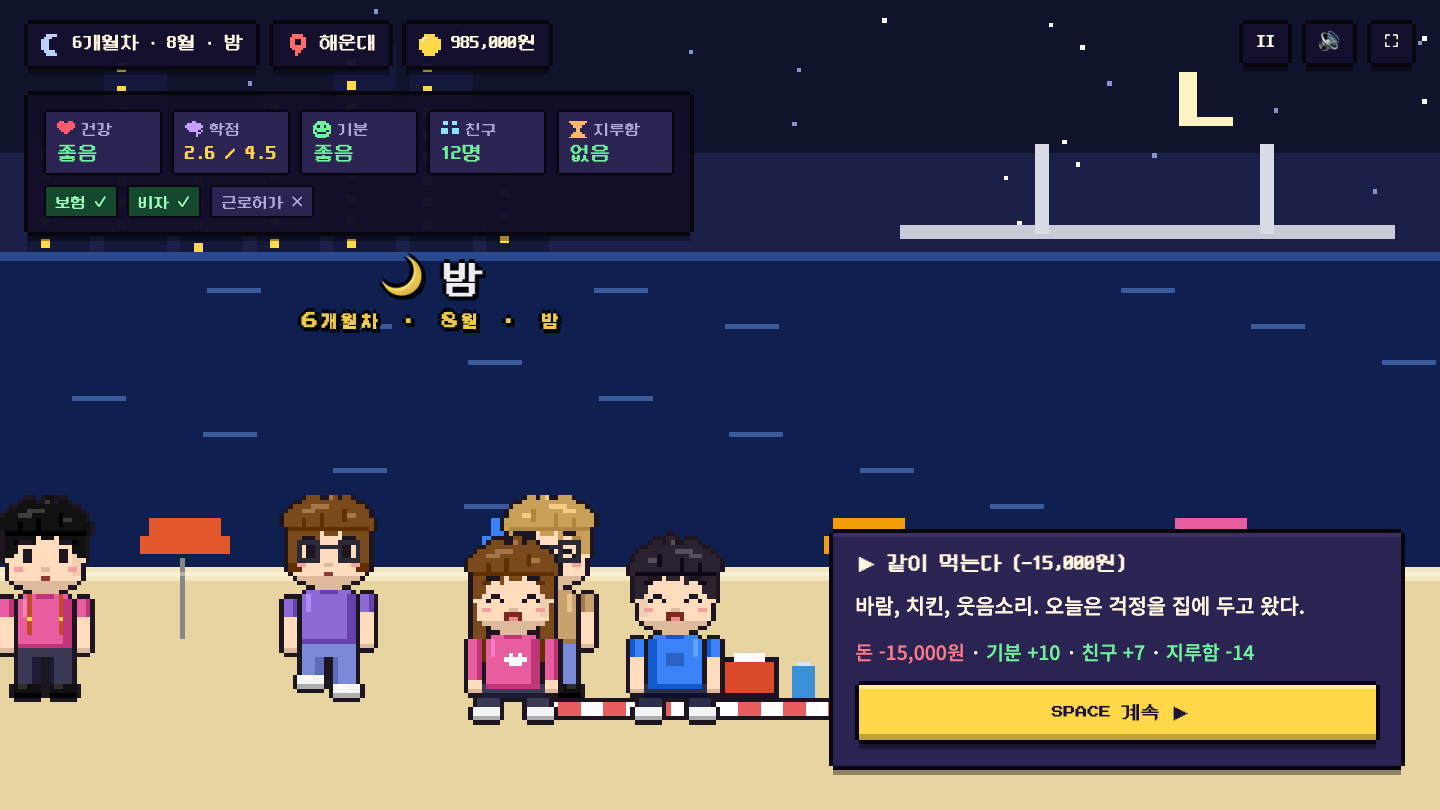 6개월차 · 8월 · 밤
해운대
985,000원
건강
좋음
학점
2.6 / 4.5
기분
좋음
친구
12명
지루함
없음
보험 ✓
비자 ✓
근로허가 ✕
밤
6개월차 · 8월 · 밤
▶ 같이 먹는다 (-15,000원)
바람, 치킨, 웃음소리. 오늘은 걱정을 집에 두고 왔다.
돈 -15,000원 · 기분 +10 · 친구 +7 · 지루함 -14
SPACE 계속 ▶